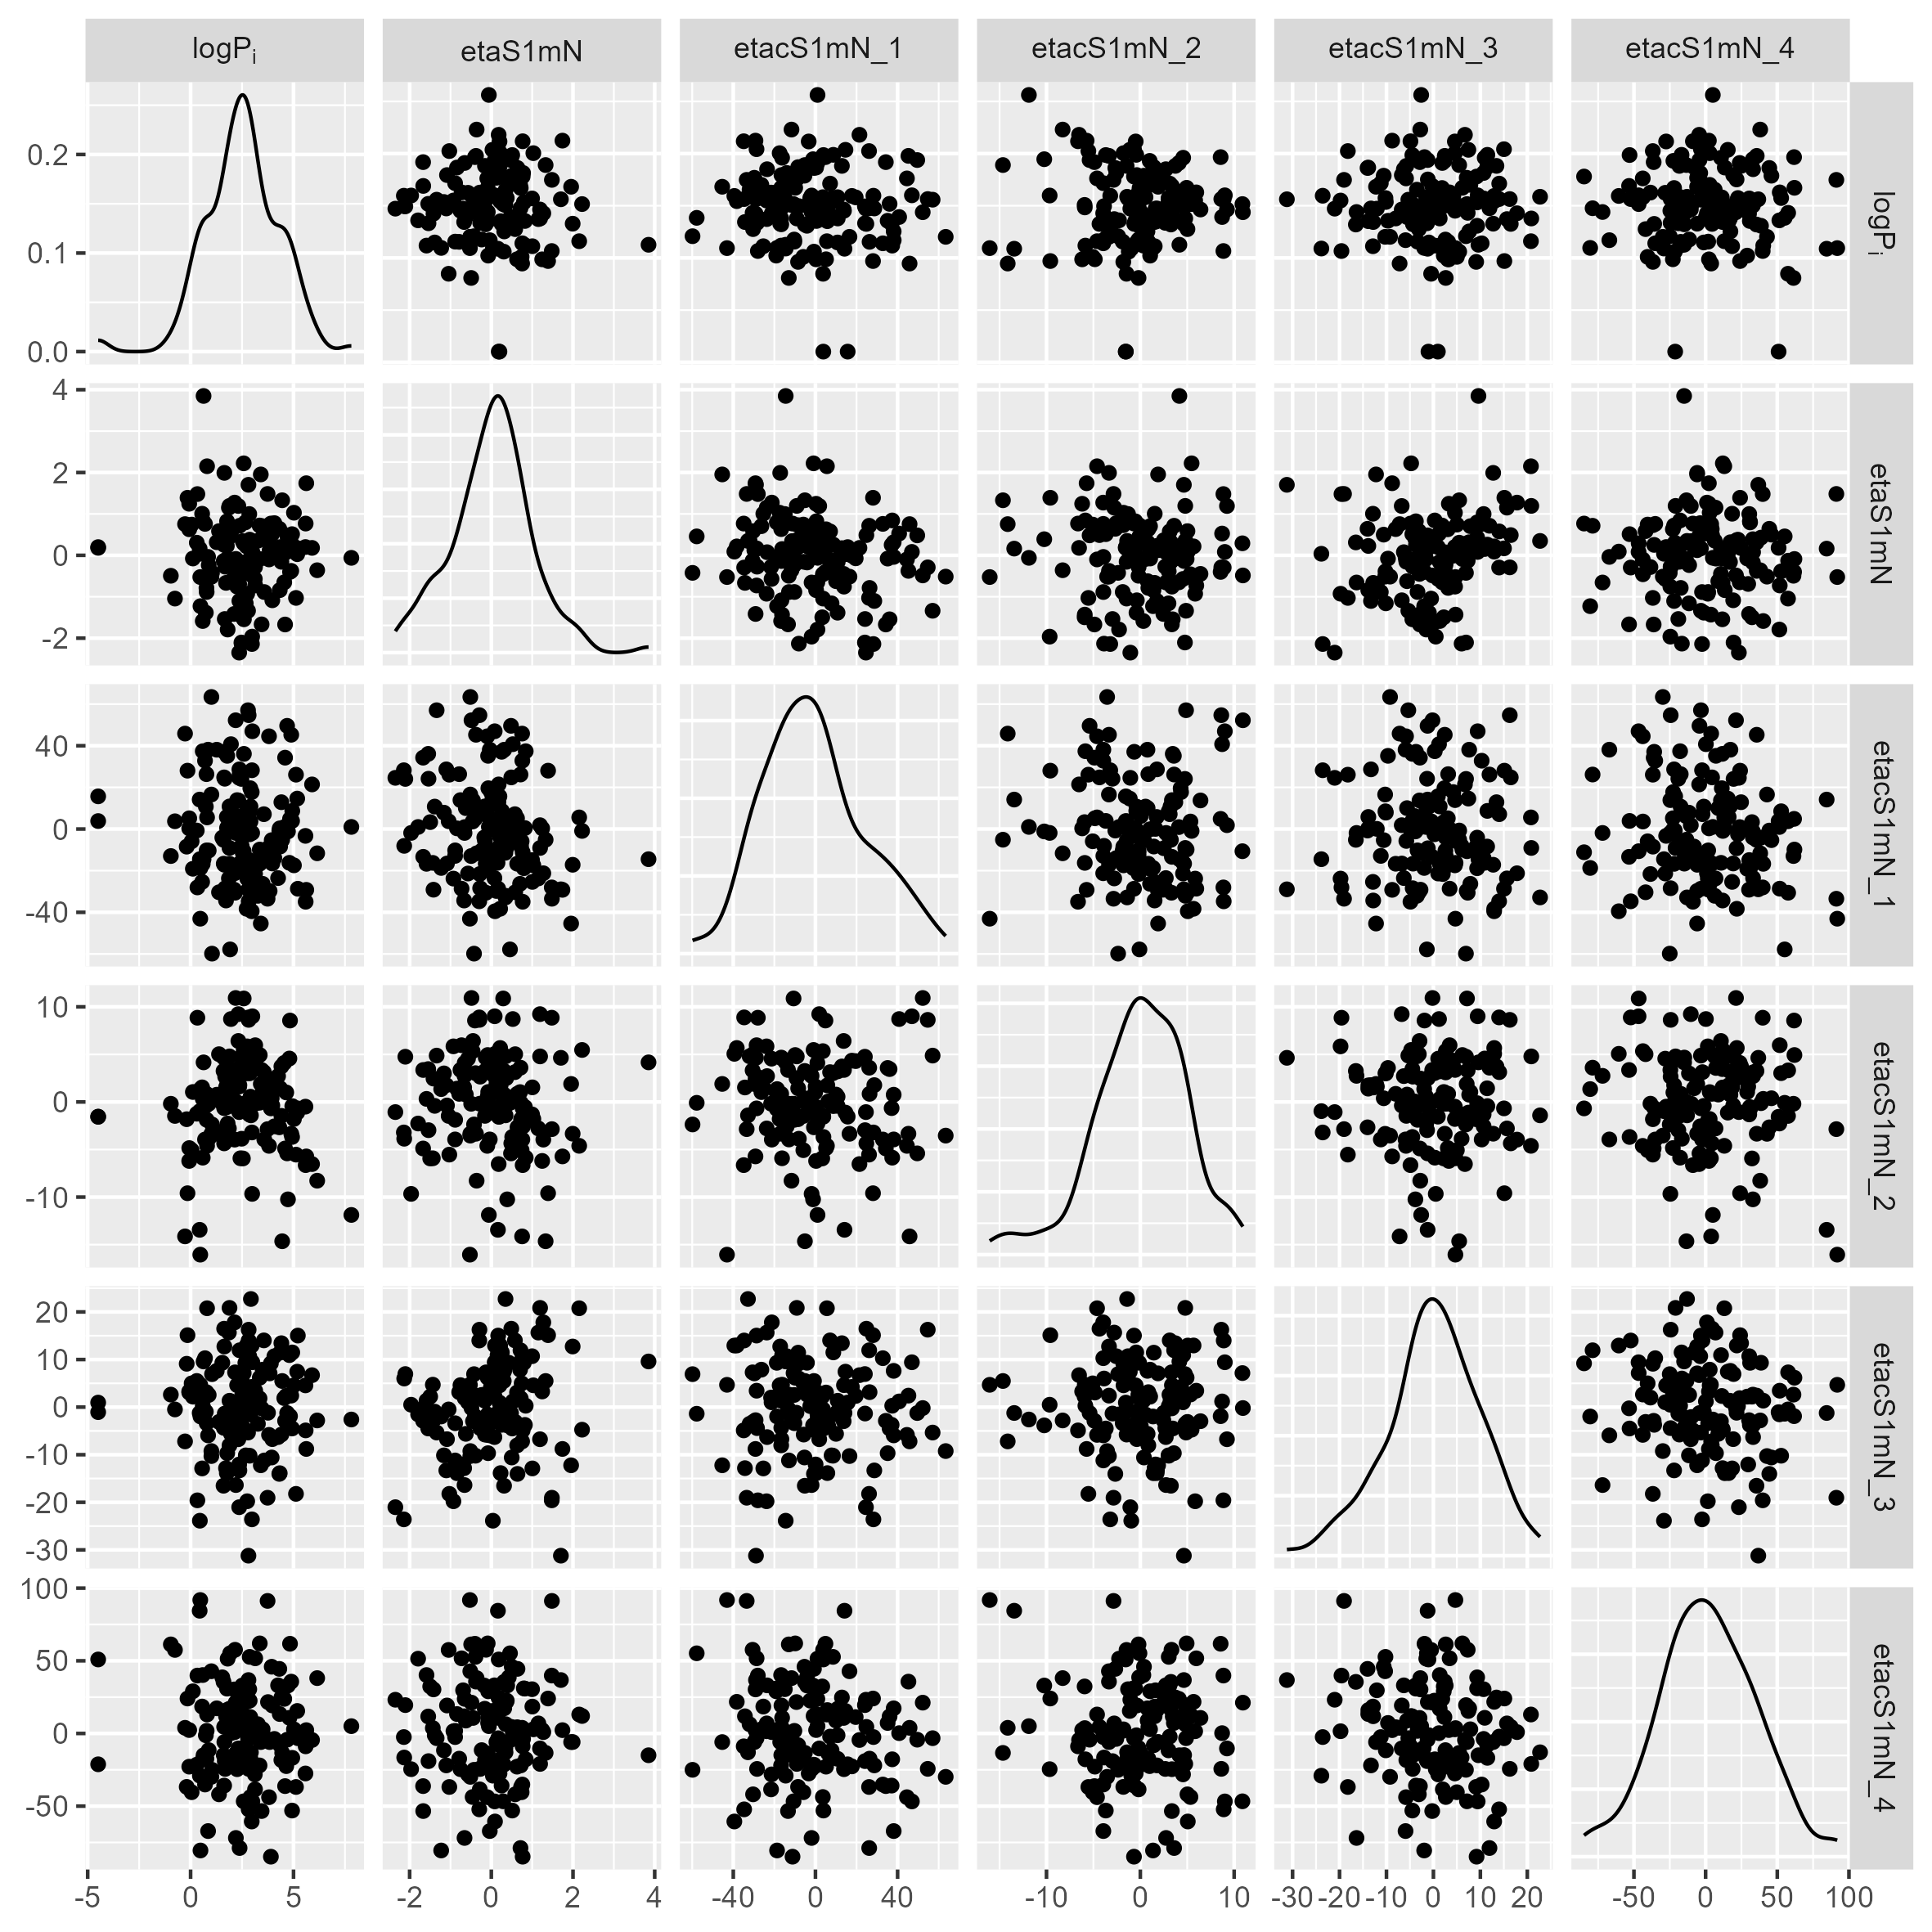 logPᵢ etaS1mN etacS1mN_1 etacS1mN_2 etacS1mN_3 etacS1mN_4
0.2
0.1
0.0
logPᵢ
4
2
0
-2
etaS1mN
40
0
-40
etacS1mN_1
10
0
-10
etacS1mN_2
20
10
0
-10
-20
-30
etacS1mN_3
100
50
0
-50
etacS1mN_4
-5 0 5 -2 0 2 4 -40 0 40 -10 0 10 -30 -20 -10 0 10 20 -50 0 50 100